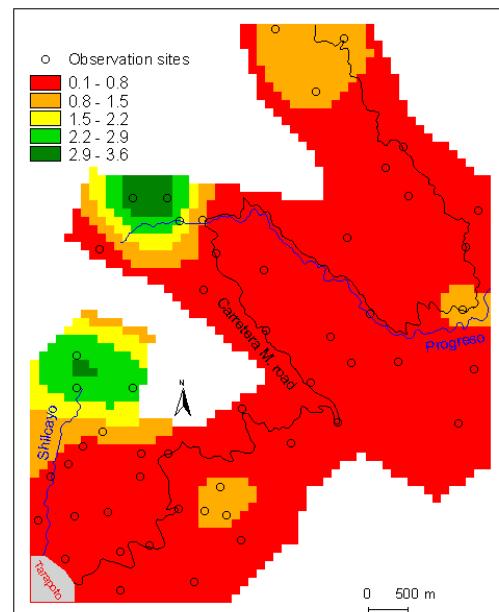 Observation sites
0.1 - 0.8
0.8 - 1.5
1.5 - 2.2
2.2 - 2.9
2.9 - 3.6
Carretera M. road
Progreso
N
Shilcayo
Tarapoto
0 500 m